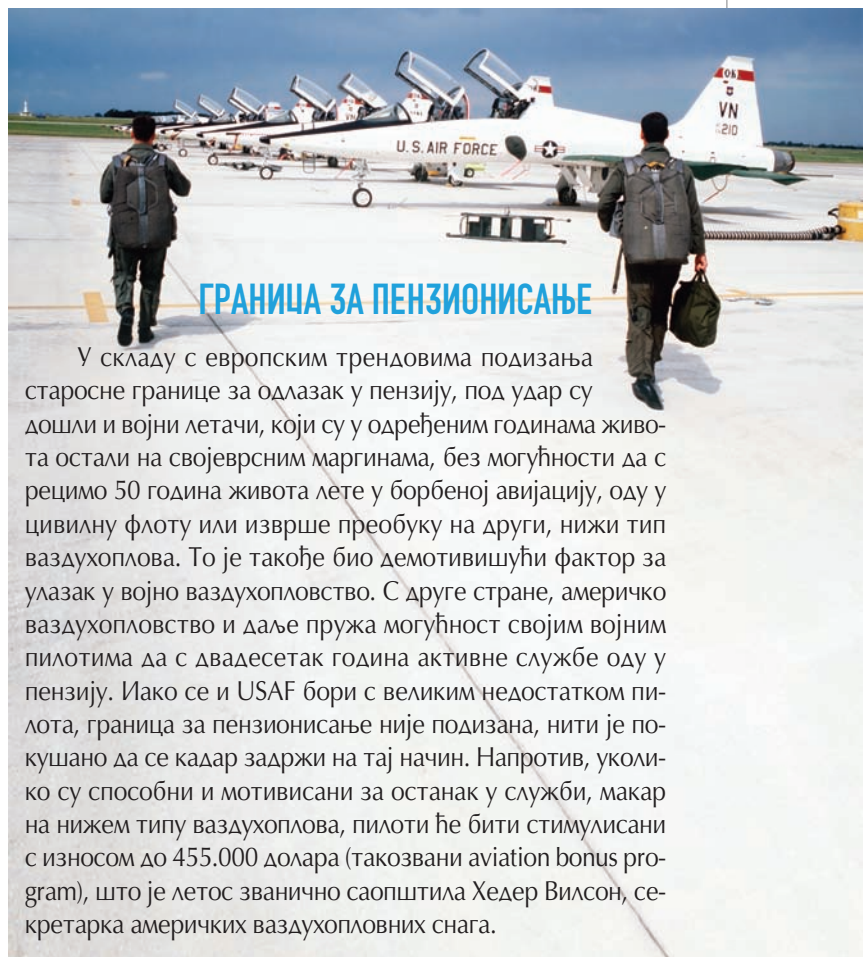 OK
VN
210
U.S. AIR FORCE
ГРАНИЦА ЗА ПЕНЗИОНИСАЊЕ
У складу с европским трендовима подизања
старосне границе за одлазак у пензију, под удар су
дошли и војни летачи, који су у одређеним годинама живо-
та остали на својеврсним маргинама, без могућности да с
рецимо 50 година живота лете у борбеној авијацију, оду у
цивилну флоту или изврше преобуку на други, нижи тип
ваздухоплова. То је такође био демотивишући фактор за
улазак у војно ваздухопловство. С друге стране, америчко
ваздухопловство и даље пружа могућност својим војним
пилотима да с двадесетак година активне службе оду у
пензију. Иако се и USAF бори с великим недостатком пи-
лота, граница за пензионисање није подизана, нити је по-
кушано да се кадар задржи на тај начин. Напротив, уколи-
ко су способни и мотивисани за останак у служби, макар
на нижем типу ваздухоплова, пилоти ће бити стимулисани
с износом до 455.000 долара (такозвани aviation bonus pro-
gram), што је летос званично саопштила Хедер Вилсон, се-
кретарка америчких ваздухопловних снага.